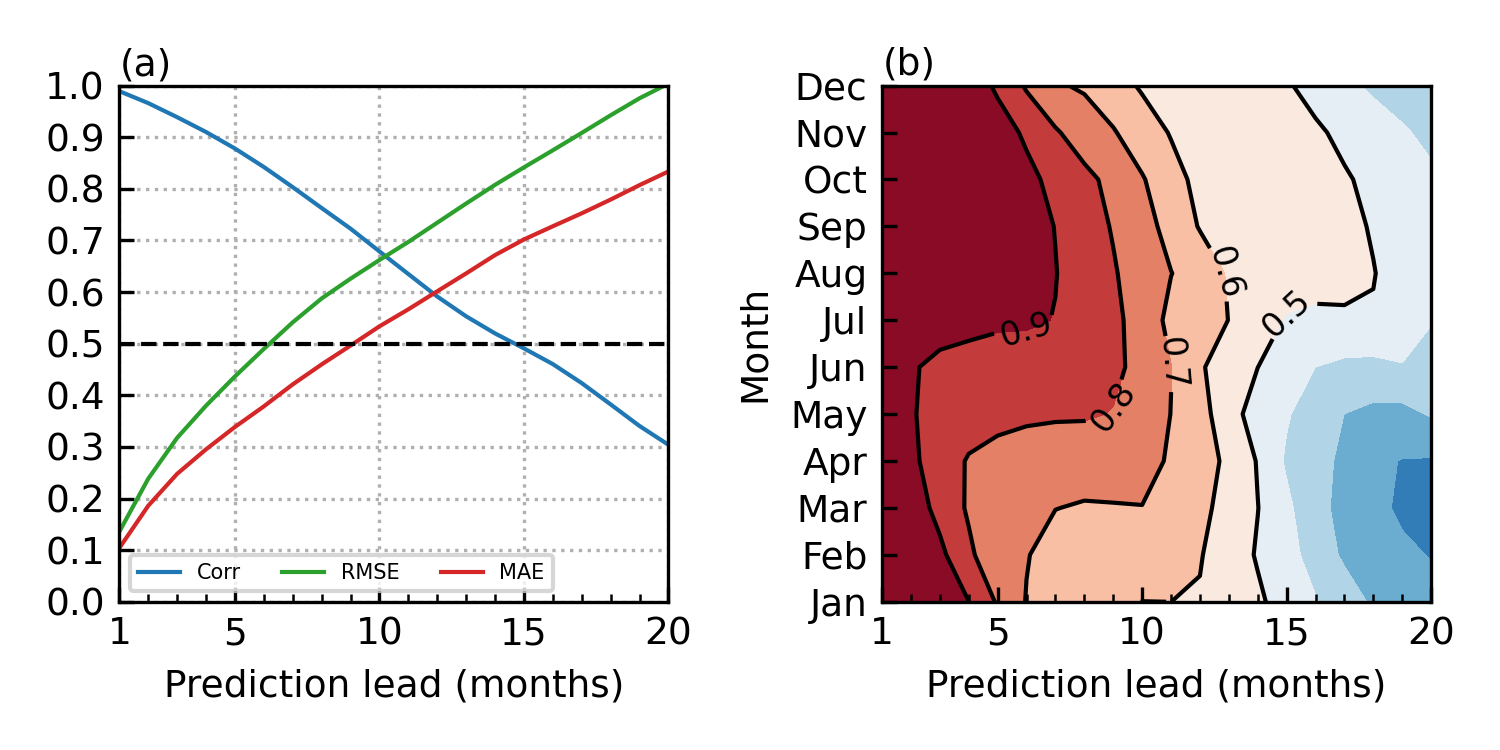 (a)
1.0
0.9
0.8
0.7
0.6
0.5
0.4
0.3
0.2
0.1
0.0
Corr RMSE MAE
1 5 10 15 20
Prediction lead (months)
(b)
Month
Dec
Nov
Oct
Sep
Aug
Jul
Jun
May
Apr
Mar
Feb
Jan
0.9
0.8
0.7
0.6
0.5
1 5 10 15 20
Prediction lead (months)